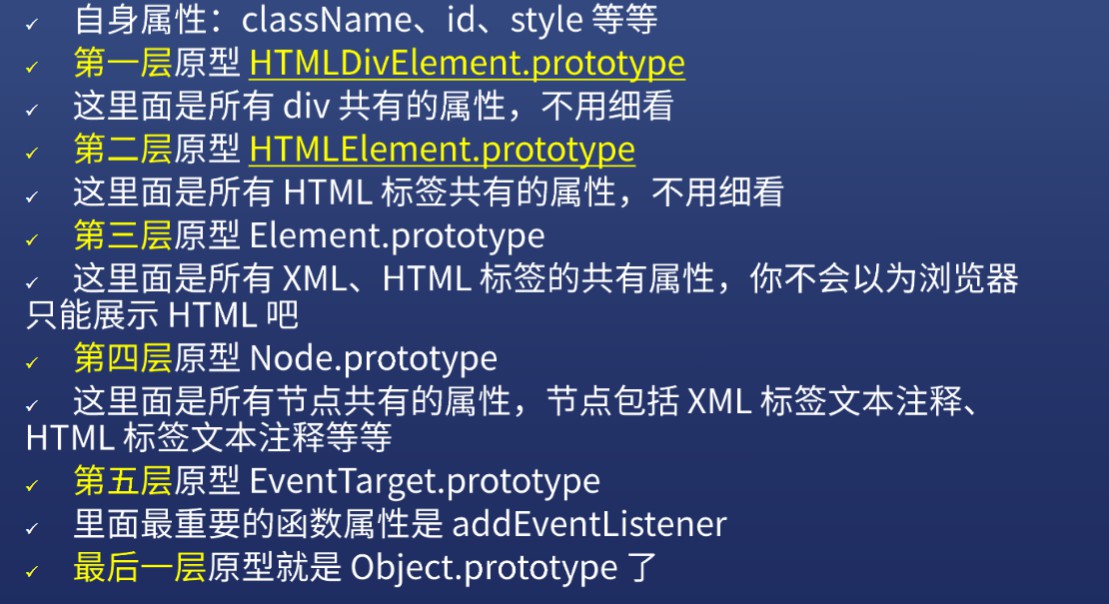 ✓ 自身属性：className、id、style 等等
✓ 第一层原型 HTMLDivElement.prototype
✓ 这里面是所有 div 共有的属性，不用细看
✓ 第二层原型 HTMLElement.prototype
✓ 这里面是所有 HTML 标签共有的属性，不用细看
✓ 第三层原型 Element.prototype
✓ 这里面是所有 XML、HTML 标签的共有属性，你不会以为浏览器
只能展示 HTML 吧
✓ 第四层原型 Node.prototype
✓ 这里面是所有节点共有的属性，节点包括 XML 标签文本注释、
HTML 标签文本注释等等
✓ 第五层原型 EventTarget.prototype
✓ 里面最重要的函数属性是 addEventListener
✓ 最后一层原型就是 Object.prototype 了